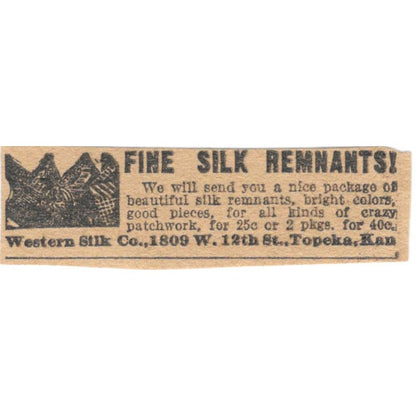 FINE SILK REMNANTS!
We will send you a nice package of
beautiful silk remnants, bright colors,
good pieces, for all kinds of crazy
patchwork, for 25c or 2 pkgs. for 40c.
Western Silk Co., 1809 W. 12th St., Topeka, Kan